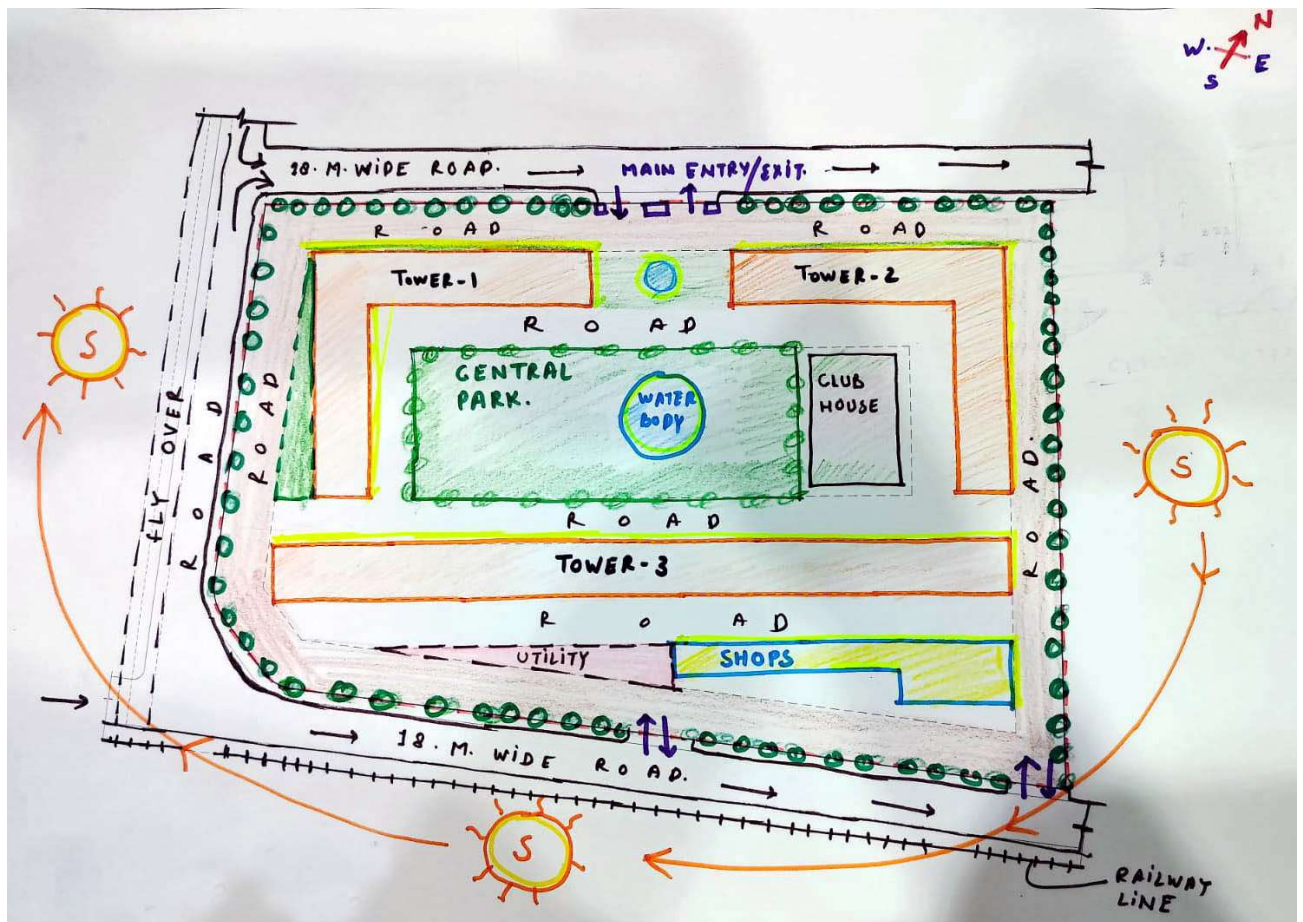 N
W
E
S
18. M. WIDE ROAD.
MAIN ENTRY/EXIT.
ROAD
ROAD
TOWER-1
TOWER-2
ROAD
S
CENTRAL
PARK.
WATER
BODY
CLUB
HOUSE
FLY OVER
ROAD
ROAD
ROAD.
S
ROAD
TOWER-3
ROAD
UTILITY
SHOPS
18. M. WIDE ROAD.
S
RAILWAY
LINE